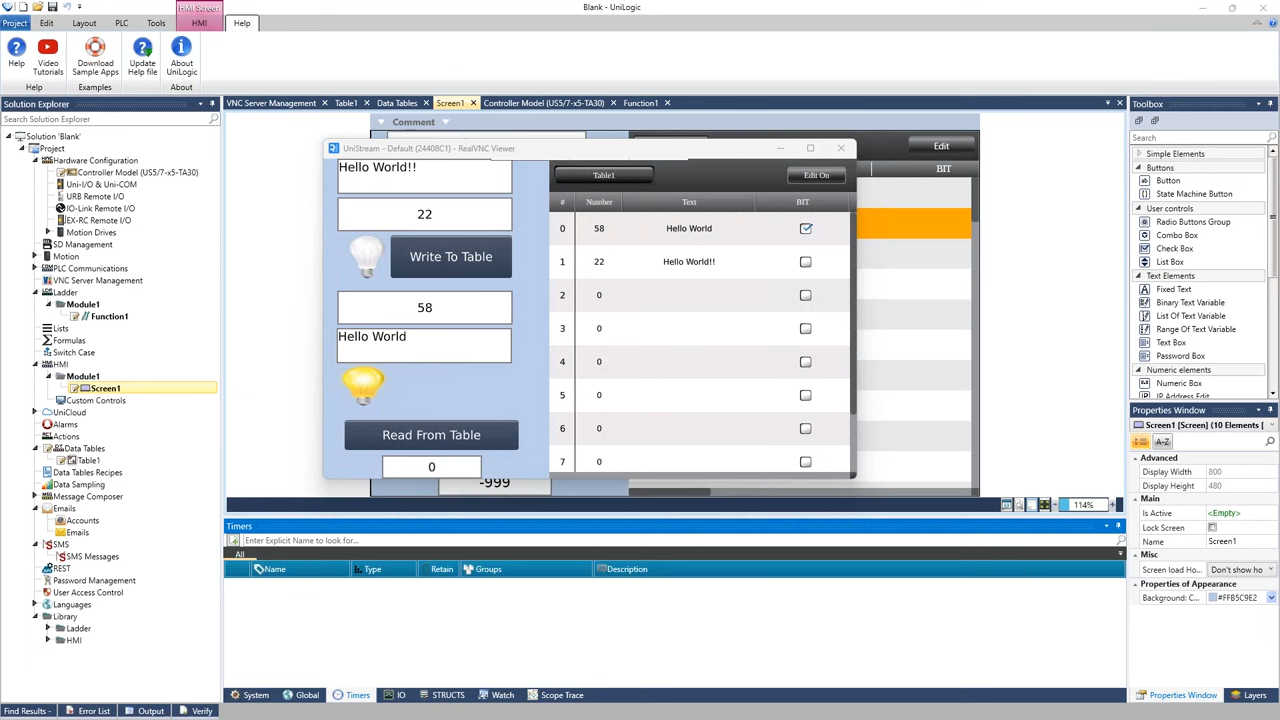 Blank - UniLogic
HMI Screen
Project Edit Layout PLC Tools HMI Help
Help
Video Tutorials
Download Sample Apps
Update Help file
About UniLogic
Help Examples About
Solution Explorer
Search Solution Explorer
Solution 'Blank'
Project
Hardware Configuration
Controller Model (US5/7-x5-TA30)
Uni-I/O & Uni-COM
URB Remote I/O
IO-Link Remote I/O
EX-RC Remote I/O
Motion Drives
SD Management
Motion
PLC Communications
VNC Server Management
Ladder
Module1
Function1
Lists
Formulas
Switch Case
HMI
Module1
Screen1
Custom Controls
UniCloud
Alarms
Actions
Data Tables
Table1
Data Tables Recipes
Data Sampling
Message Composer
Emails
Accounts
Emails
SMS
SMS Messages
REST
Password Management
User Access Control
Languages
Library
Ladder
HMI
VNC Server Management Table1 Data Tables Screen1 Controller Model (US5/7-x5-TA30) Function1
Comment
Edit
BIT
UniStream - Default (24408C1) - RealVNC Viewer
Hello World!!
22
Write To Table
58
Hello World
Read From Table
0
-999
Table1 Edit On
# Number Text BIT
0 58 Hello World
1 22 Hello World!!
2 0
3 0
4 0
5 0
6 0
7 0
114%
Timers
Enter Explicit Name to look for...
All
Name Type Retain Groups Description
System Global Timers IO STRUCTS Watch Scope Trace
Toolbox
Search
Simple Elements
Buttons
Button
State Machine Button
User controls
Radio Buttons Group
Combo Box
Check Box
List Box
Text Elements
Fixed Text
Binary Text Variable
List Of Text Variable
Range Of Text Variable
Text Box
Password Box
Numeric elements
Numeric Box
IP Address Edit
Properties Window
Screen1 [Screen] (10 Elements [
A-Z
Advanced
Display Width 800
Display Height 480
Main
Is Active <Empty>
Lock Screen
Name Screen1
Misc
Screen load Ho... Don't show ho
Properties of Appearance
Background: C... #FFB5C9E2
Properties Window Layers
Find Results - Error List Output Verify